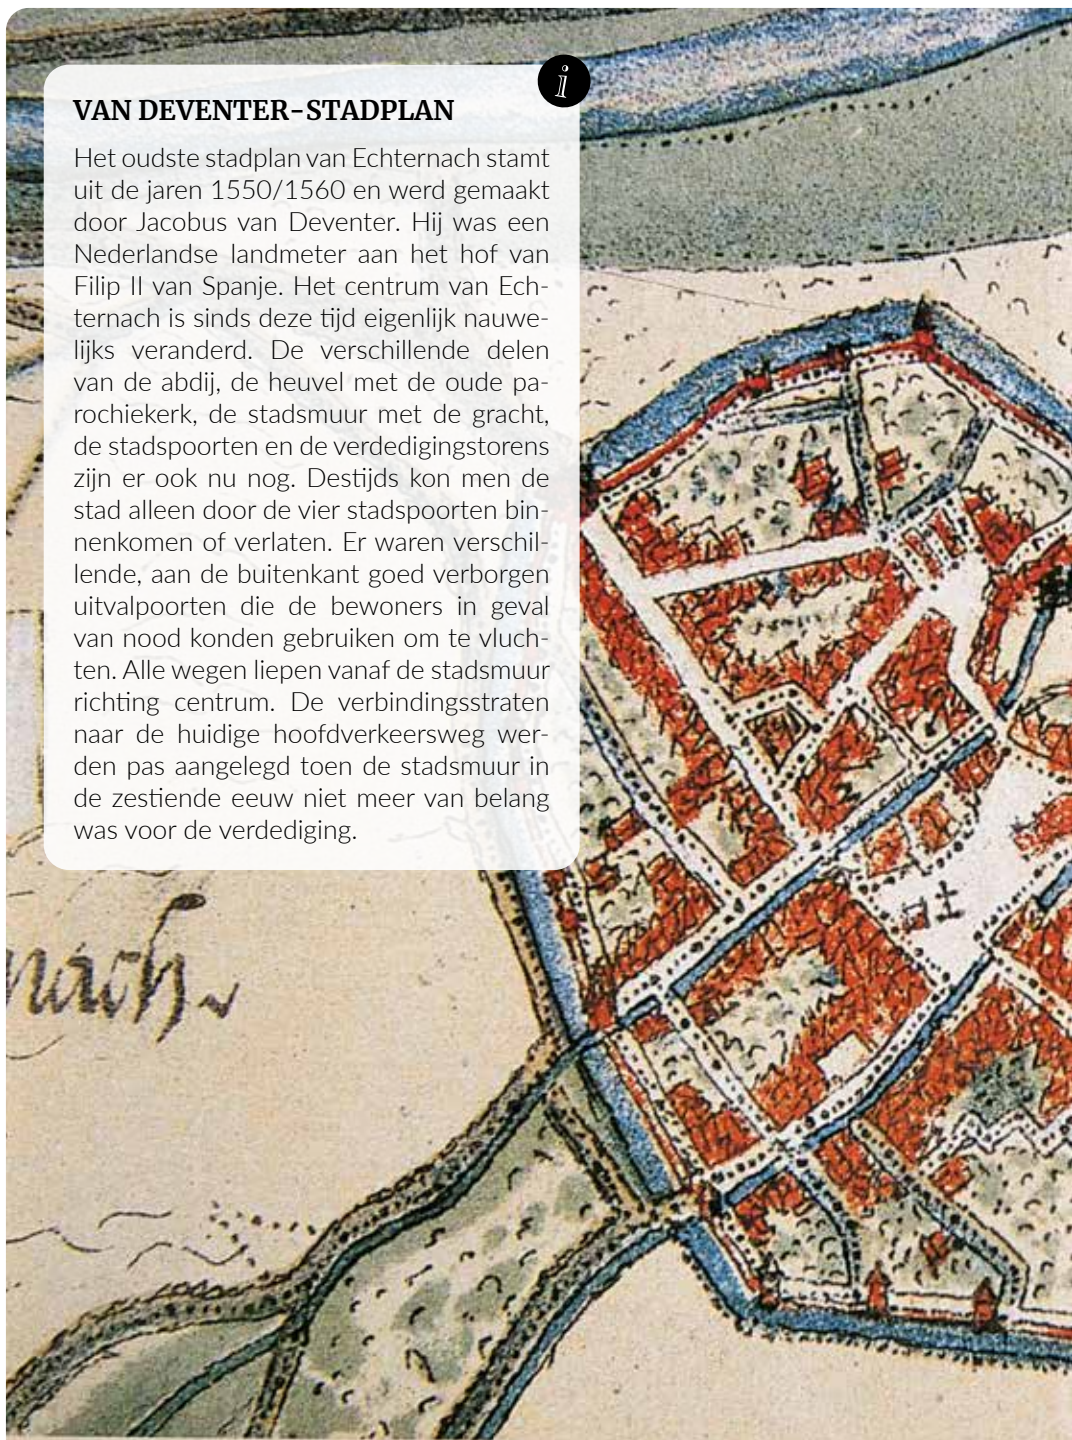 i
VAN DEVENTER-STADPLAN
Het oudste stadplan van Echternach stamt
uit de jaren 1550/1560 en werd gemaakt
door Jacobus van Deventer. Hij was een
Nederlandse landmeter aan het hof van
Filip II van Spanje. Het centrum van Ech-
ternach is sinds deze tijd eigenlijk nauwe-
lijks veranderd. De verschillende delen
van de abdij, de heuvel met de oude pa-
rochiekerk, de stadsmuur met de gracht,
de stadspoorten en de verdedigingstorens
zijn er ook nu nog. Destijds kon men de
stad alleen door de vier stadspoorten bin-
nenkomen of verlaten. Er waren verschil-
lende, aan de buitenkant goed verborgen
uitvalpoorten die de bewoners in geval
van nood konden gebruiken om te vluch-
ten. Alle wegen liepen vanaf de stadsmuur
richting centrum. De verbindingsstraten
naar de huidige hoofdverkeersweg wer-
den pas aangelegd toen de stadsmuur in
de zestiende eeuw niet meer van belang
was voor de verdediging.
nach.